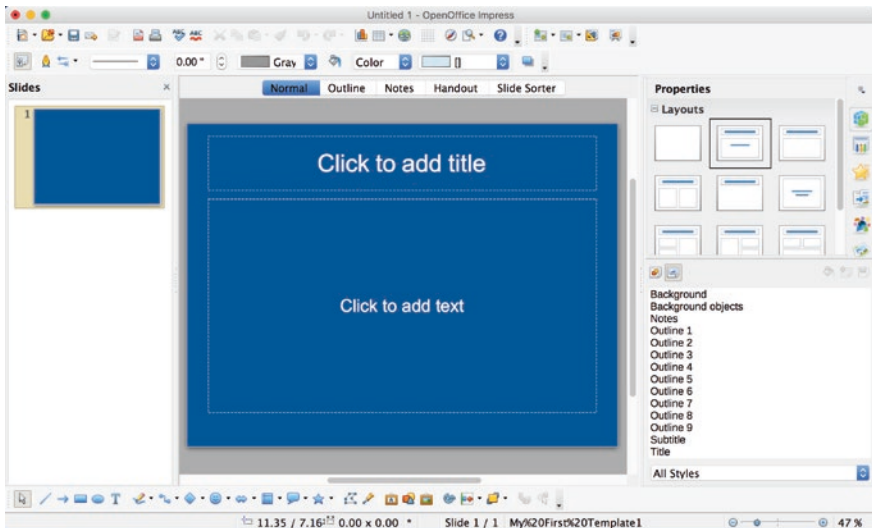 Untitled 1 - OpenOffice Impress
0.00 "
Gray
Color
Slides
Normal Outline Notes Handout Slide Sorter
Properties
Layouts
1
Click to add title
Click to add text
Background
Background objects
Notes
Outline 1
Outline 2
Outline 3
Outline 4
Outline 5
Outline 6
Outline 7
Outline 8
Outline 9
Subtitle
Title
All Styles
11.35 / 7.16 0.00 x 0.00 * Slide 1 / 1 My%20First%20Template1 47 %